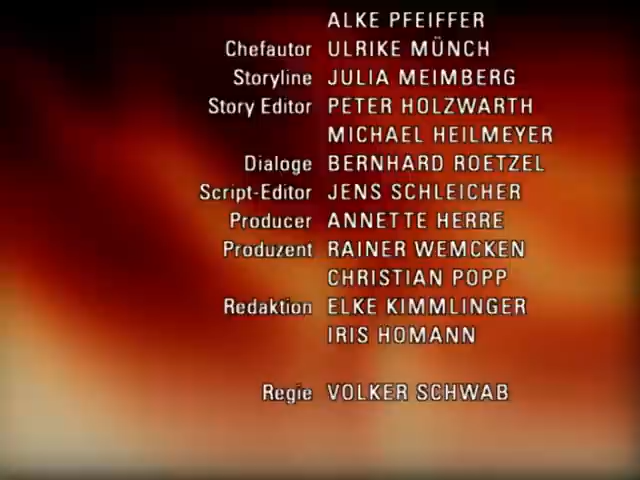 ALKE PFEIFFER
Chefautor ULRIKE MÜNCH
Storyline JULIA MEIMBERG
Story Editor PETER HOLZWARTH
MICHAEL HEILMEYER
Dialoge BERNHARD ROETZEL
Script-Editor JENS SCHLEICHER
Producer ANNETTE HERRE
Produzent RAINER WEMCKEN
CHRISTIAN POPP
Redaktion ELKE KIMMLINGER
IRIS HOMANN
Regie VOLKER SCHWAB